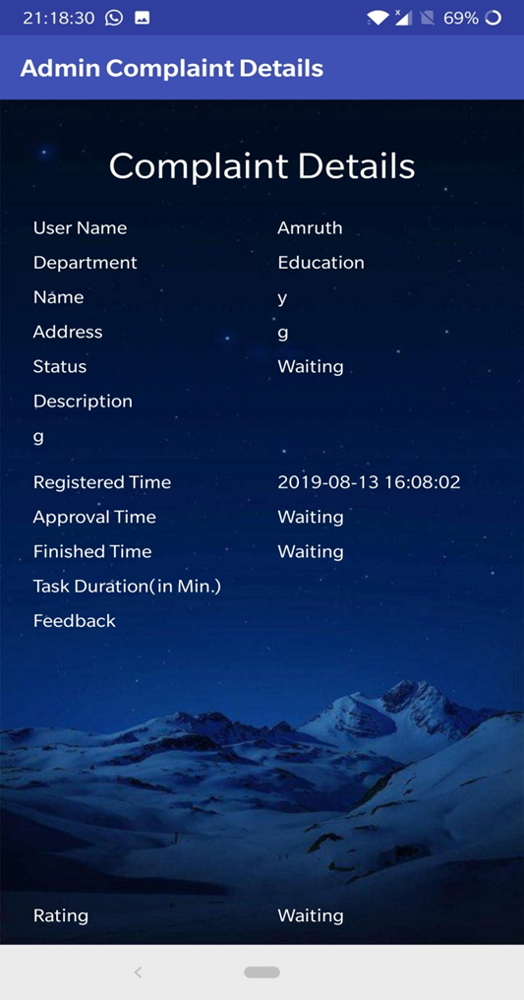 21:18:30 69%
Admin Complaint Details
Complaint Details
User Name Amruth
Department Education
Name y
Address g
Status Waiting
Description
g
Registered Time 2019-08-13 16:08:02
Approval Time Waiting
Finished Time Waiting
Task Duration(in Min.)
Feedback
Rating Waiting